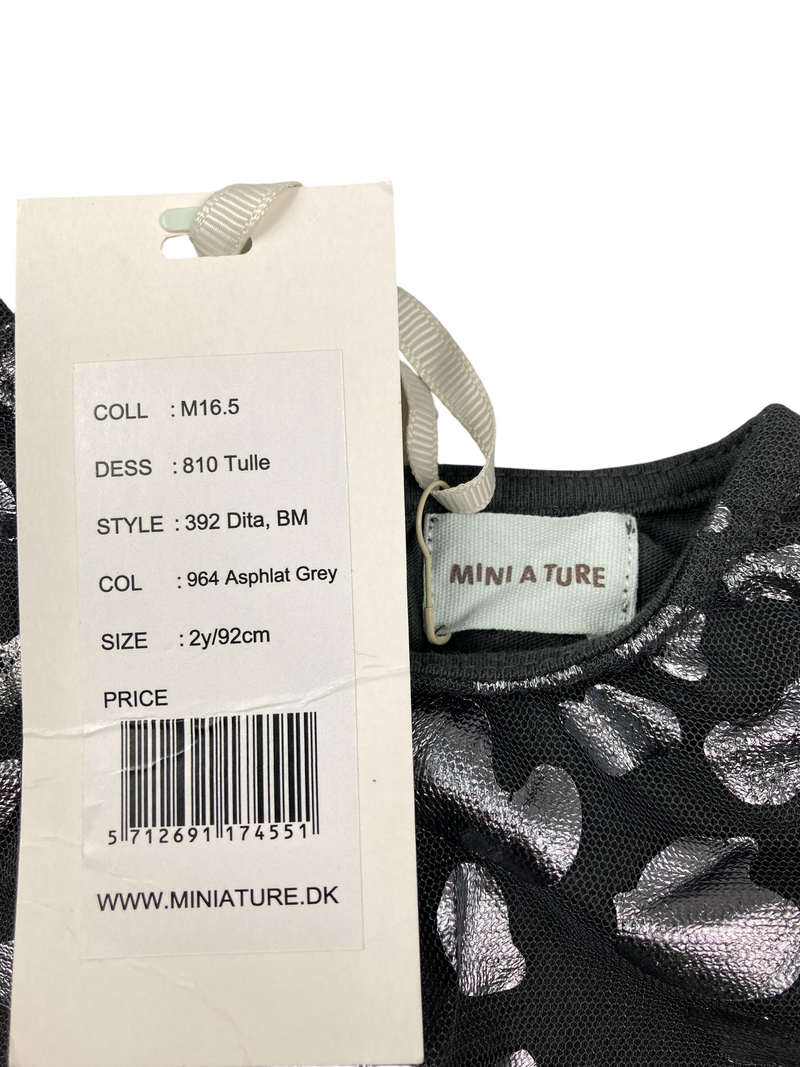 COLL : M16.5
DESS : 810 Tulle
STYLE : 392 Dita, BM
COL : 964 Asphlat Grey
SIZE : 2y/92cm
PRICE
5 712691 174551
WWW.MINIATURE.DK
MINI A TURE